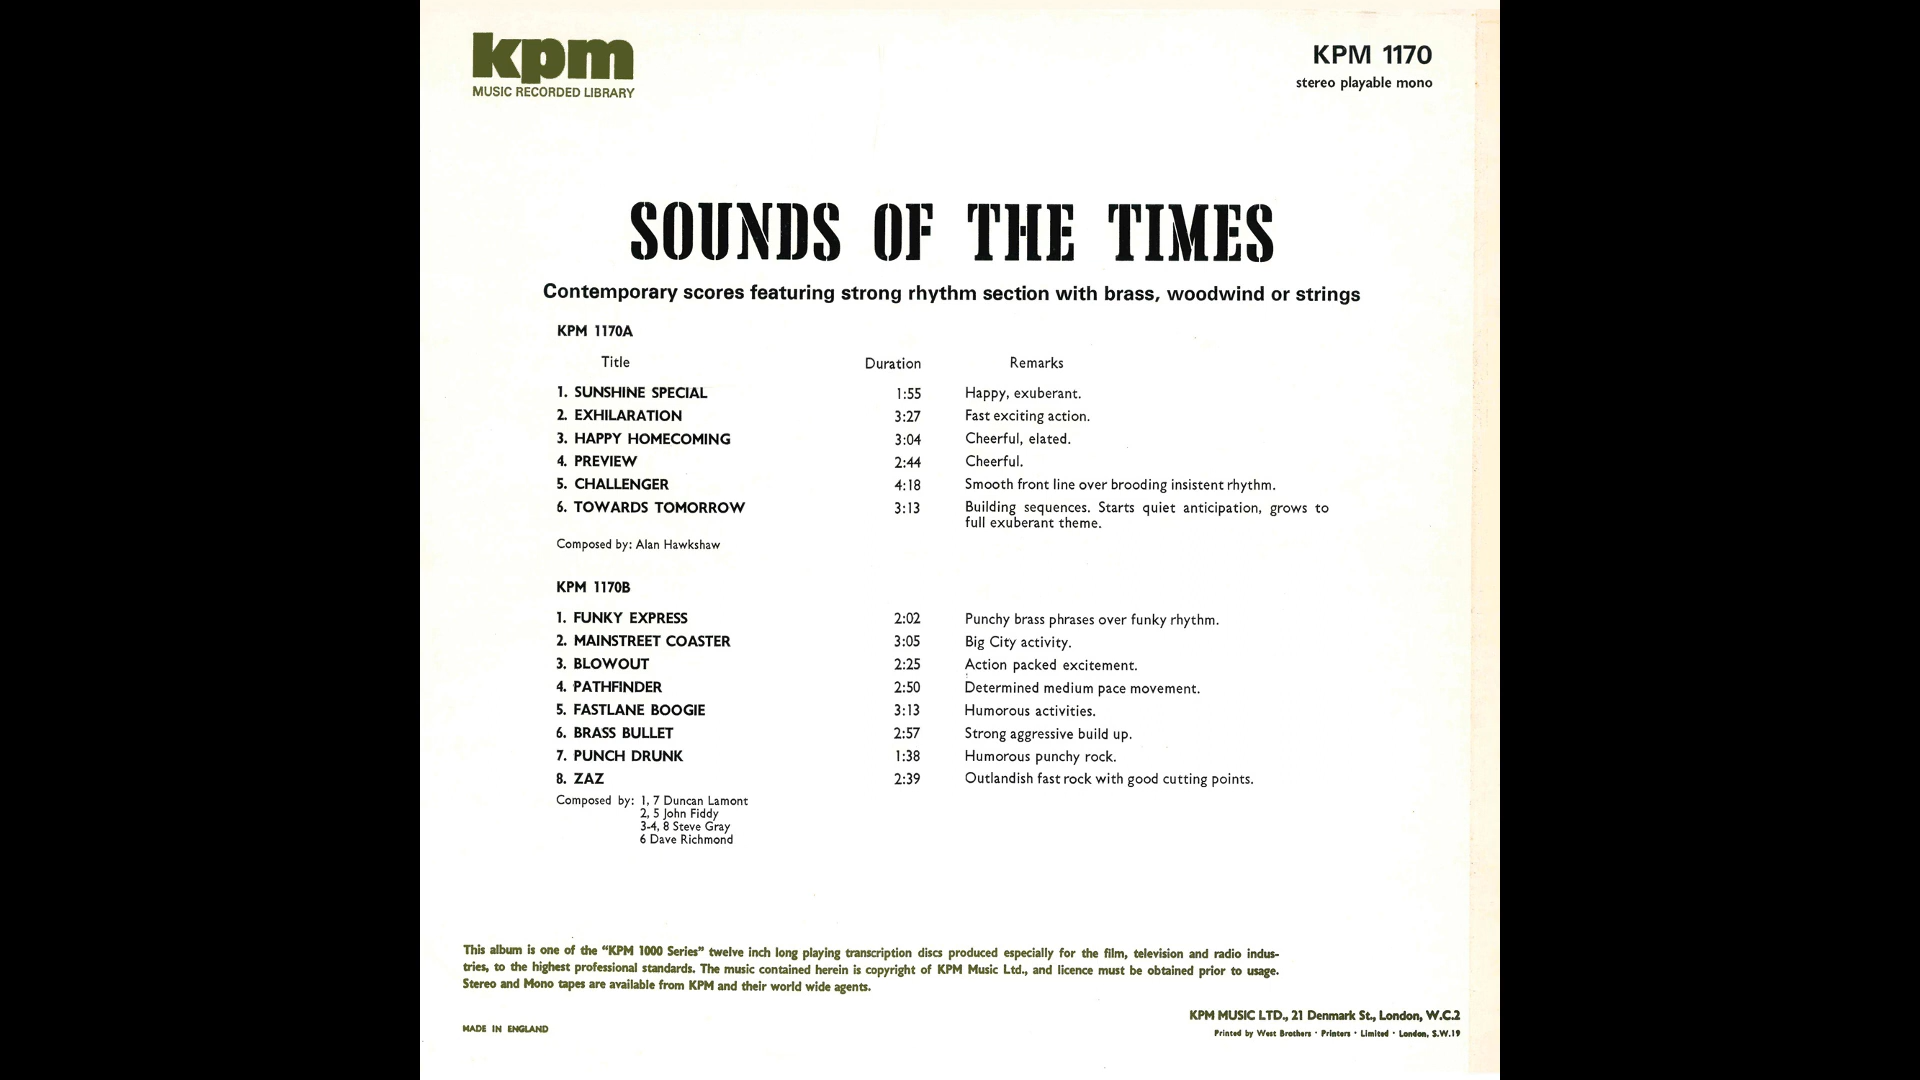 kpm
MUSIC RECORDED LIBRARY
KPM 1170
stereo playable mono
SOUNDS OF THE TIMES
Contemporary scores featuring strong rhythm section with brass, woodwind or strings
KPM 1170A
Title Duration Remarks
1. SUNSHINE SPECIAL 1:55 Happy, exuberant.
2. EXHILARATION 3:27 Fast exciting action.
3. HAPPY HOMECOMING 3:04 Cheerful, elated.
4. PREVIEW 2:44 Cheerful.
5. CHALLENGER 4:18 Smooth front line over brooding insistent rhythm.
6. TOWARDS TOMORROW 3:13 Building sequences. Starts quiet anticipation, grows to
full exuberant theme.
Composed by: Alan Hawkshaw
KPM 1170B
1. FUNKY EXPRESS 2:02 Punchy brass phrases over funky rhythm.
2. MAINSTREET COASTER 3:05 Big City activity.
3. BLOWOUT 2:25 Action packed excitement.
4. PATHFINDER 2:50 Determined medium pace movement.
5. FASTLANE BOOGIE 3:13 Humorous activities.
6. BRASS BULLET 2:57 Strong aggressive build up.
7. PUNCH DRUNK 1:38 Humorous punchy rock.
8. ZAZ 2:39 Outlandish fast rock with good cutting points.
Composed by: 1, 7 Duncan Lamont
2, 5 John Fiddy
3-4, 8 Steve Gray
6 Dave Richmond
This album is one of the “KPM 1000 Series” twelve inch long playing transcription discs produced especially for the film, television and radio indus-
tries, to the highest professional standards. The music contained herein is copyright of KPM Music Ltd., and licence must be obtained prior to usage.
Stereo and Mono tapes are available from KPM and their world wide agents.
KPM MUSIC LTD., 21 Denmark St., London, W.C.2
MADE IN ENGLAND
Printed by West Brothers · Printers · Limited · London, S.W.19